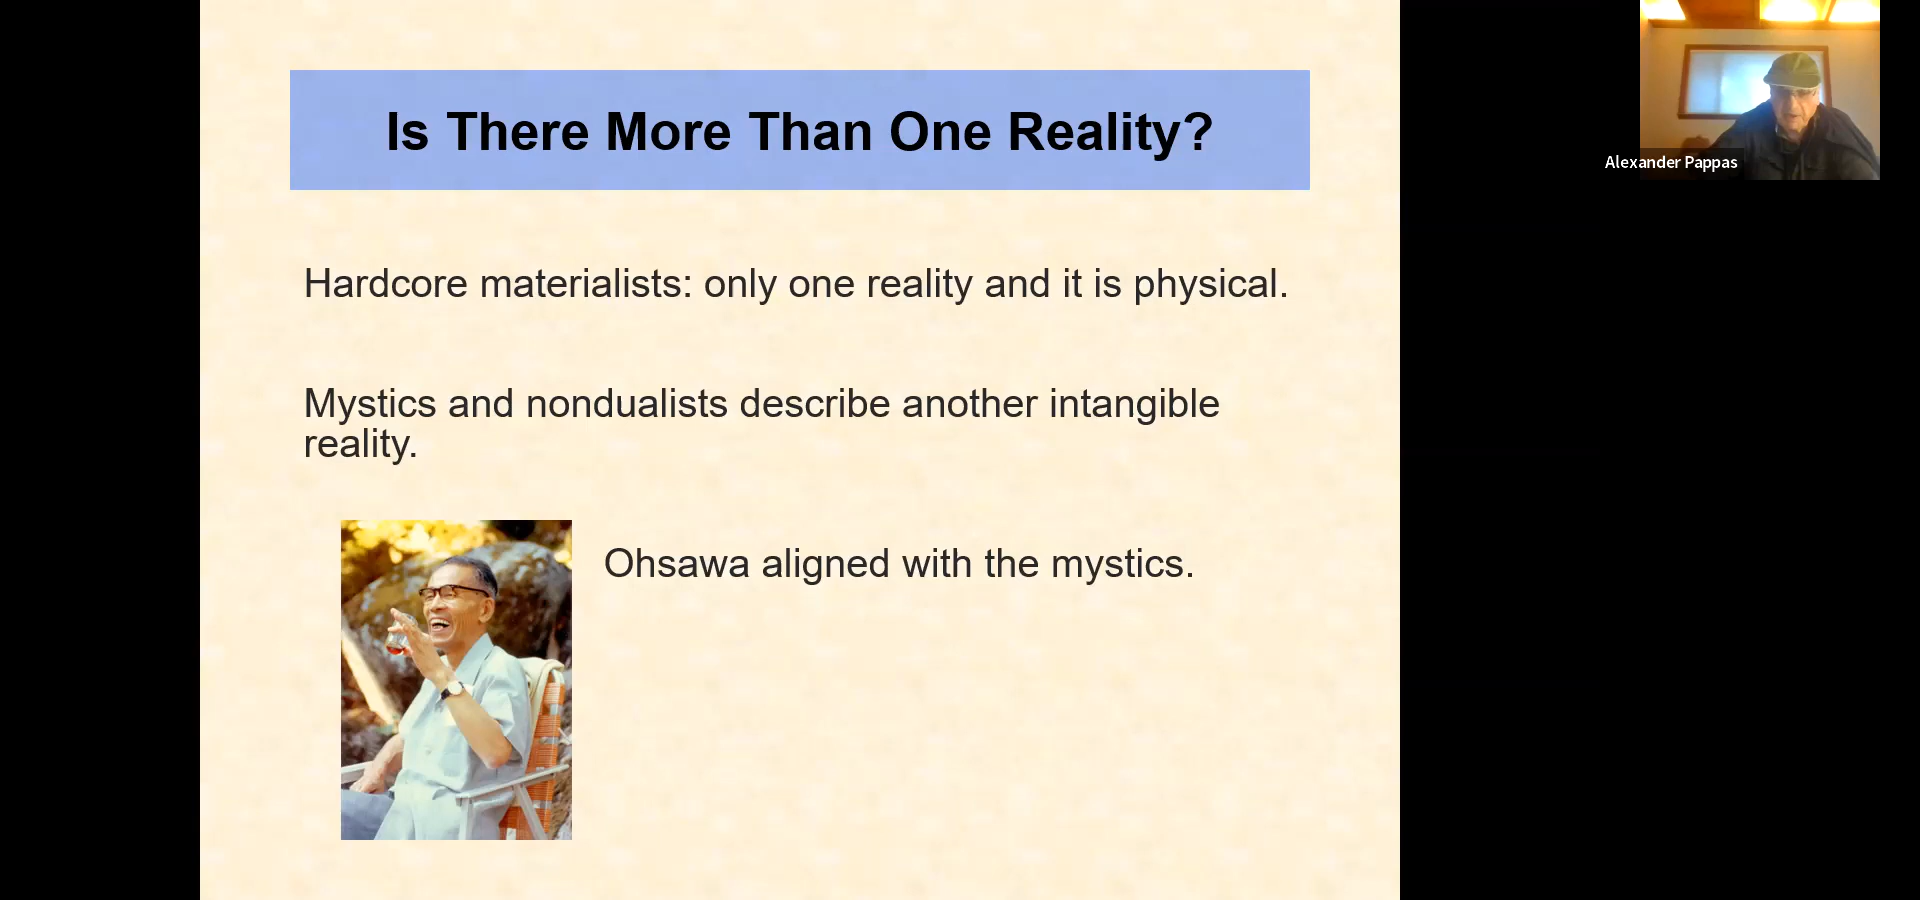 Is There More Than One Reality?
Alexander Pappas
Hardcore materialists: only one reality and it is physical.
Mystics and nondualists describe another intangible
reality.
Ohsawa aligned with the mystics.